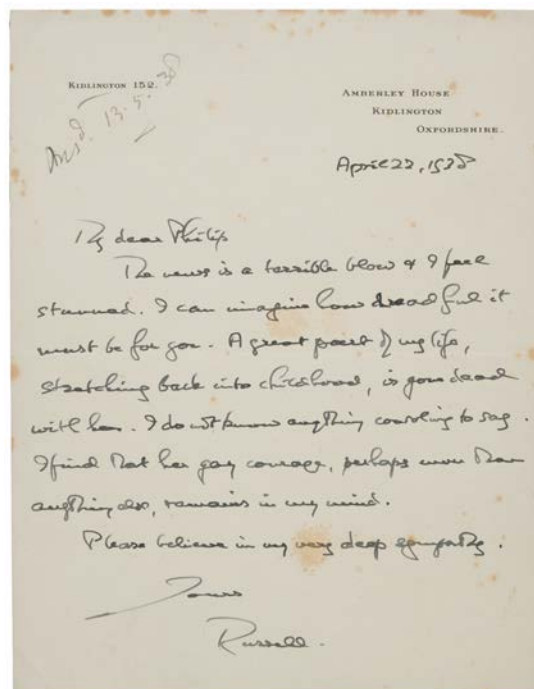 KIDLINGTON 152.
Ansd. 13.5.38
AMBERLEY HOUSE
KIDLINGTON
OXFORDSHIRE.
April 22, 1938
My dear Philip
The news is a terrible blow & I feel
stunned. I can imagine how dreadful it
must be for you. A great part of my life,
stretching back into childhood, is gone dead
with her. I do not know anything consoling to say.
I find that her gay courage, perhaps more than
anything else, remains in my mind.
Please believe in my very deep sympathy.
Yours
Russell.